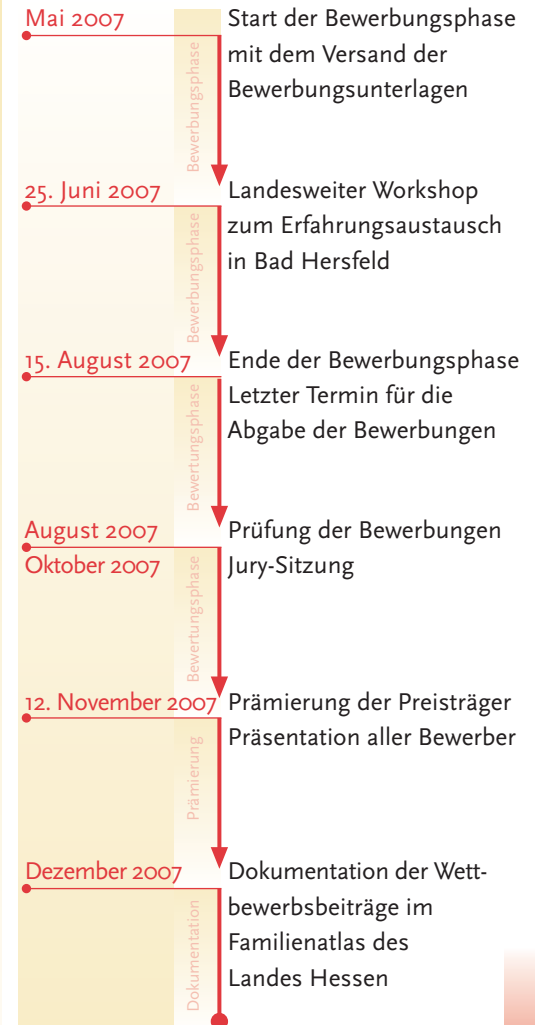 Mai 2007
Start der Bewerbungsphase
mit dem Versand der
Bewerbungsunterlagen
Bewerbungsphase
25. Juni 2007
Landesweiter Workshop
zum Erfahrungsaustausch
in Bad Hersfeld
Bewerbungsphase
15. August 2007
Ende der Bewerbungsphase
Letzter Termin für die
Abgabe der Bewerbungen
Bewertungsphase
August 2007
Oktober 2007
Prüfung der Bewerbungen
Jury-Sitzung
Bewertungsphase
12. November 2007
Prämierung der Preisträger
Präsentation aller Bewerber
Prämierung
Dezember 2007
Dokumentation der Wett-
bewerbsbeiträge im
Familienatlas des
Landes Hessen
Dokumentation